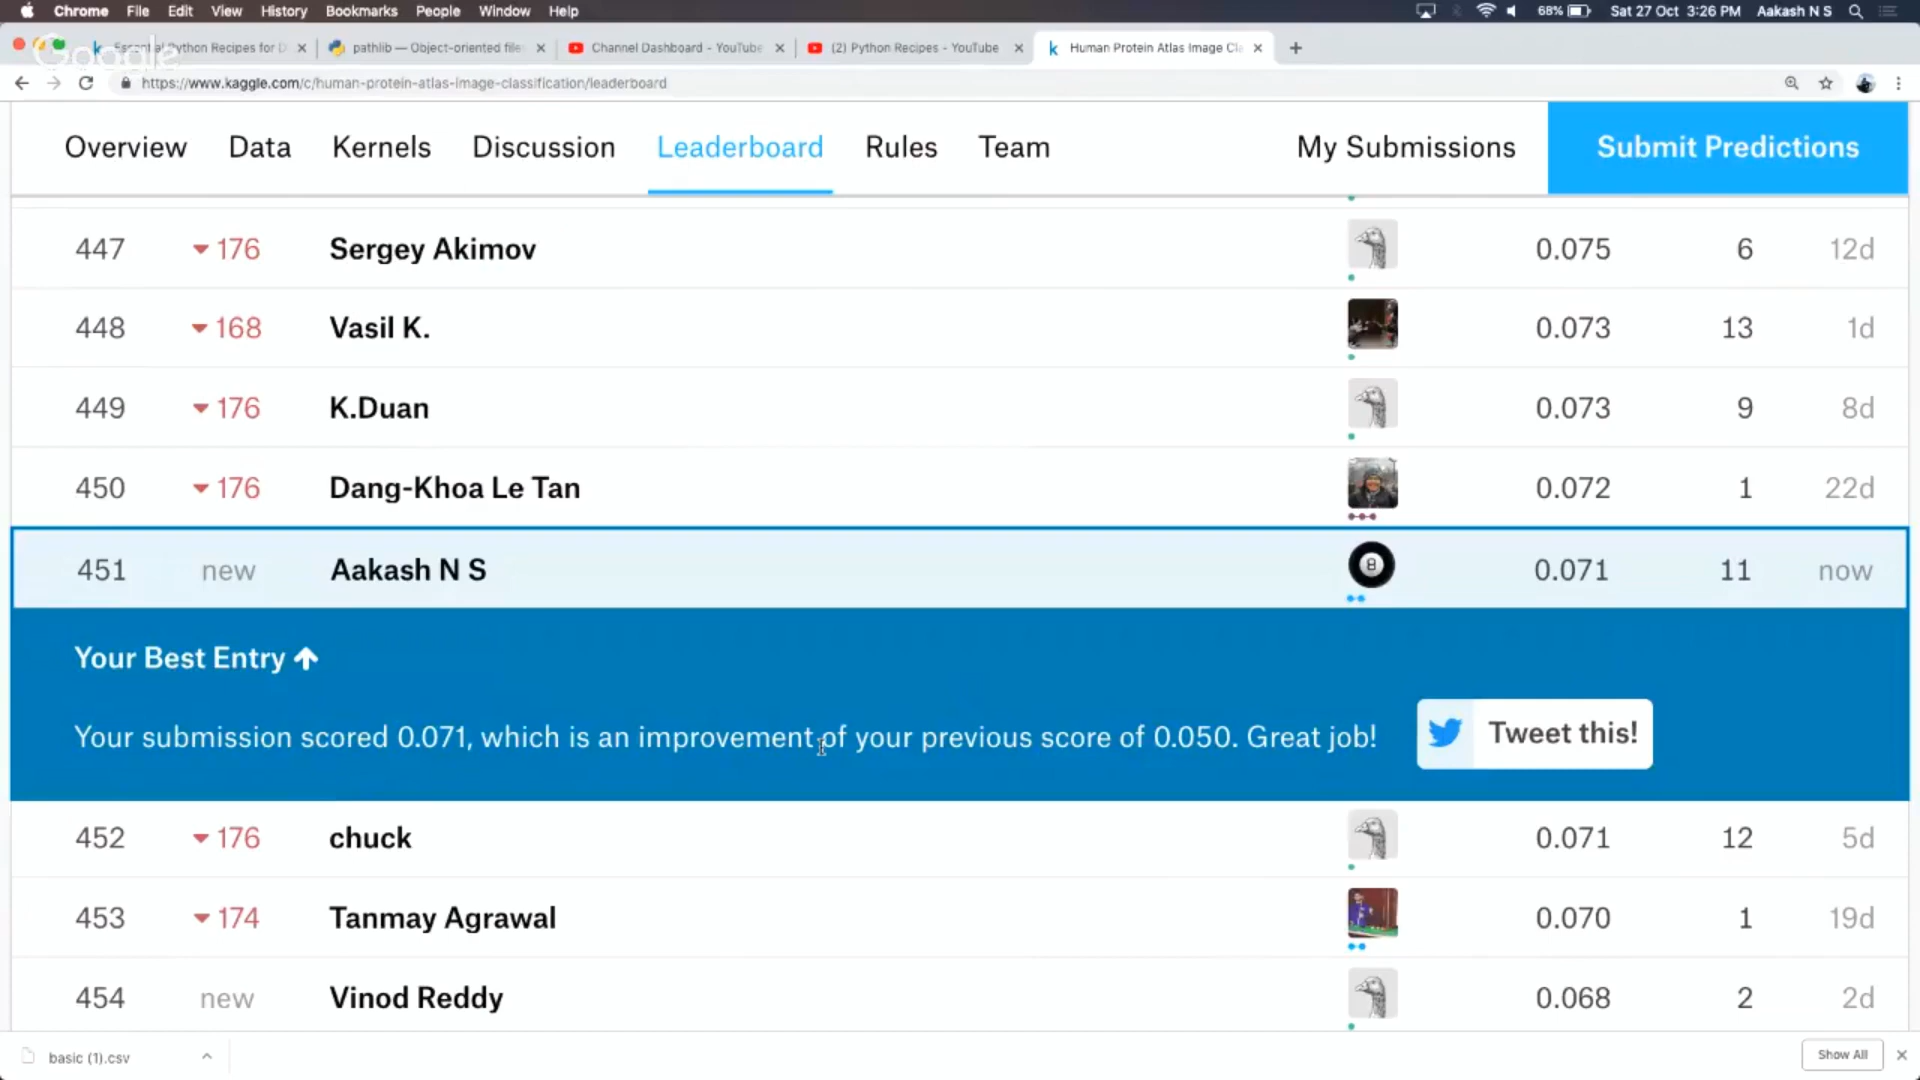 Chrome File Edit View History Bookmarks People Window Help 68% Sat 27 Oct 3:26 PM Aakash N S
Google
Essential Python Recipes for D pathlib — Object-oriented file Channel Dashboard - YouTube (2) Python Recipes - YouTube Human Protein Atlas Image Cla
https://www.kaggle.com/c/human-protein-atlas-image-classification/leaderboard
Overview Data Kernels Discussion Leaderboard Rules Team My Submissions Submit Predictions
447 176 Sergey Akimov 0.075 6 12d
448 168 Vasil K. 0.073 13 1d
449 176 K.Duan 0.073 9 8d
450 176 Dang-Khoa Le Tan 0.072 1 22d
451 new Aakash N S 8 0.071 11 now
Your Best Entry
Your submission scored 0.071, which is an improvement of your previous score of 0.050. Great job! Tweet this!
452 176 chuck 0.071 12 5d
453 174 Tanmay Agrawal 0.070 1 19d
454 new Vinod Reddy 0.068 2 2d
basic (1).csv Show All